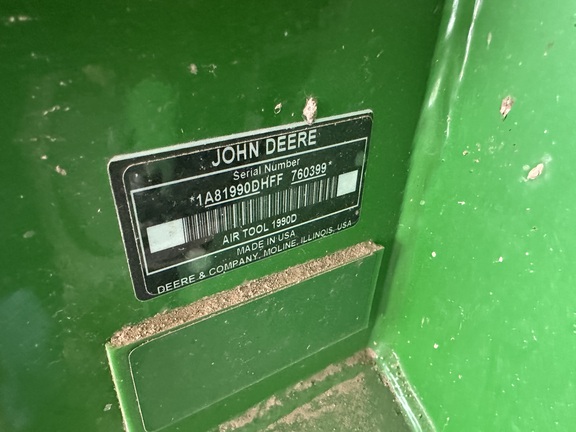 JOHN DEERE
Serial Number
*1A81990DHFF 760399*
AIR TOOL 1990D
MADE IN USA
DEERE & COMPANY, MOLINE, ILLINOIS, USA